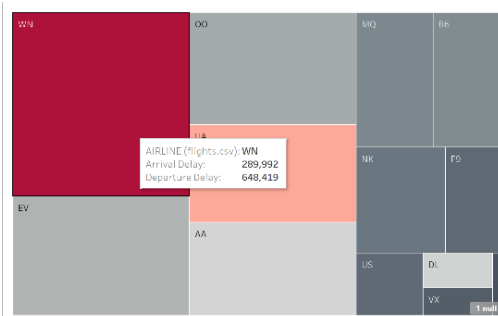 WN
OO
MQ
B6
UA
AIRLINE (flights.csv): WN
Arrival Delay: 289,992
Departure Delay: 648,419
NK
F9
EV
AA
US
DL
VX
1 null